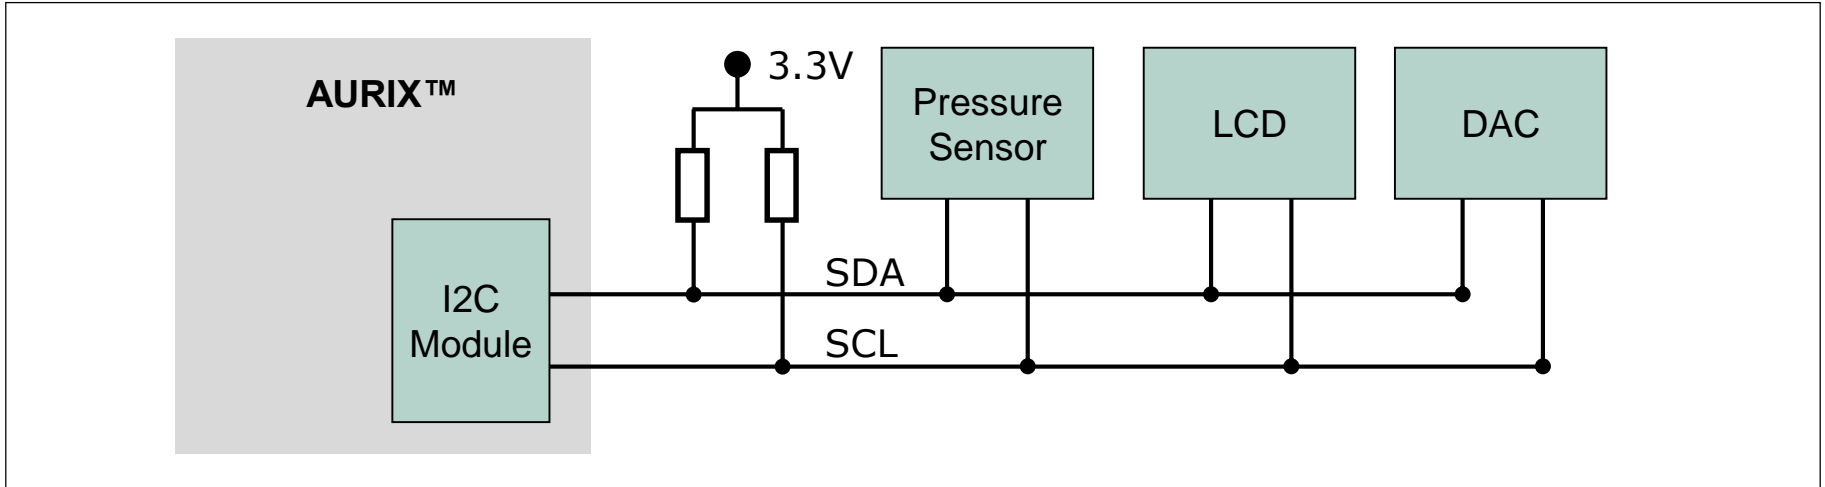 AURIX™
3.3V
Pressure
Sensor
LCD
DAC
I2C
Module
SDA
SCL